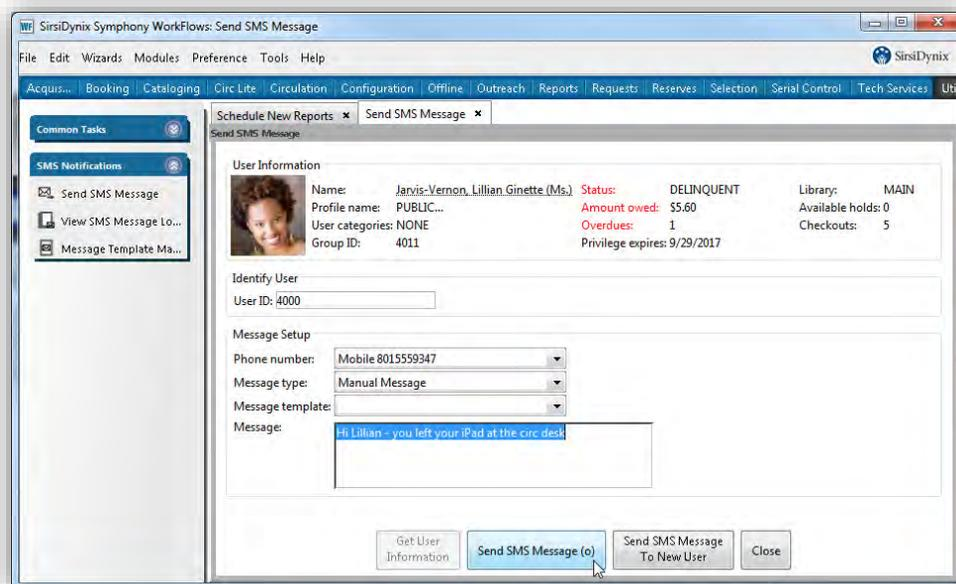 WF SirsiDynix Symphony WorkFlows: Send SMS Message
File Edit Wizards Modules Preference Tools Help
SirsiDynix
Acquis... Booking Cataloging Circ Lite Circulation Configuration Offline Outreach Reports Requests Reserves Selection Serial Control Tech Services Uti
Common Tasks
SMS Notifications
Send SMS Message
View SMS Message Lo...
Message Template Ma...
Schedule New Reports × Send SMS Message ×
Send SMS Message
User Information
Name: Jarvis-Vernon, Lillian Ginette (Ms.) Status: DELINQUENT Library: MAIN
Profile name: PUBLIC... Amount owed: $5.60 Available holds: 0
User categories: NONE Overdues: 1 Checkouts: 5
Group ID: 4011 Privilege expires: 9/29/2017
Identify User
User ID: 4000
Message Setup
Phone number: Mobile 8015559347
Message type: Manual Message
Message template:
Message: Hi Lillian - you left your iPad at the circ desk
Get User Information
Send SMS Message (o)
Send SMS Message To New User
Close